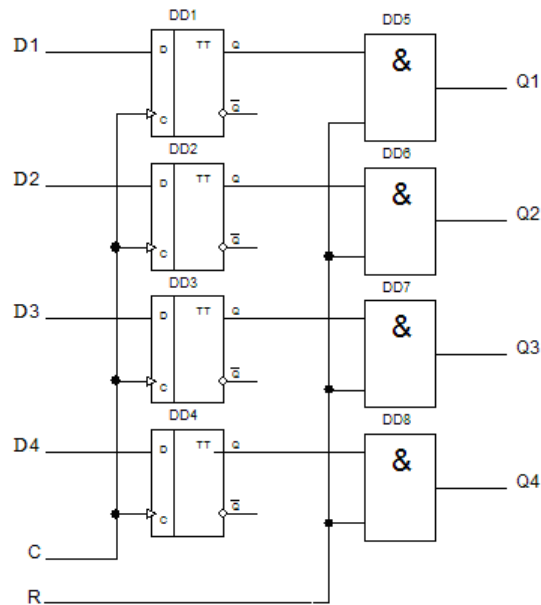 DD1
DD5
D1
D
TT
Q
&
Q1
C
Q̅
DD2
DD6
D2
D
TT
Q
&
Q2
C
Q̅
DD3
DD7
D3
D
TT
Q
&
Q3
C
Q̅
DD4
DD8
D4
D
TT
Q
&
Q4
C
Q̅
C
R